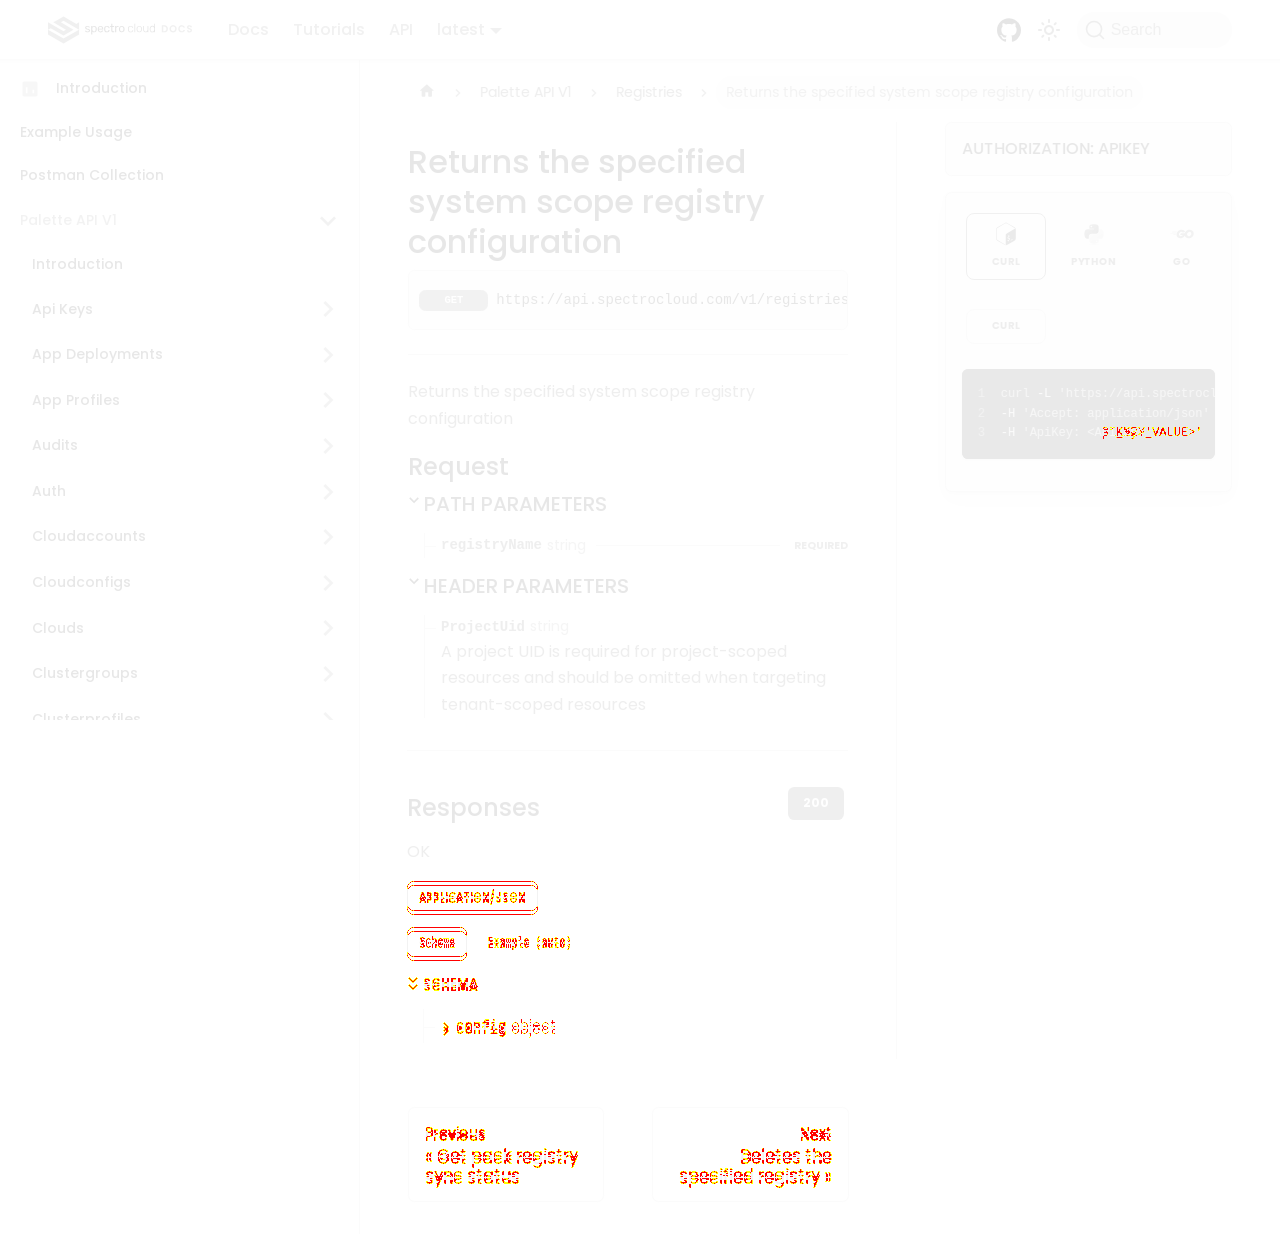 spectro cloud DOCS
Docs
Tutorials
API
latest
Search
Introduction
Example Usage
Postman Collection
Palette API V1
Introduction
Api Keys
App Deployments
App Profiles
Audits
Auth
Cloudaccounts
Cloudconfigs
Clouds
Clustergroups
Clusterprofiles
Palette API V1
Registries
Returns the specified system scope registry configuration
Returns the specified
system scope registry
configuration
GET https://api.spectrocloud.com/v1/registries
Returns the specified system scope registry
configuration
Request
PATH PARAMETERS
registryName string
REQUIRED
HEADER PARAMETERS
ProjectUid string
A project UID is required for project-scoped
resources and should be omitted when targeting
tenant-scoped resources
Responses
200
OK
APPLICATION/JSON
Schema
Example (auto)
SCHEMA
config object
Previous
« Get pack registry
sync status
Next
Deletes the
specified registry »
AUTHORIZATION: APIKEY
CURL
PYTHON
GO
GO
CURL
1 curl -L 'https://api.spectrocl
2 -H 'Accept: application/json'
3 -H 'ApiKey: